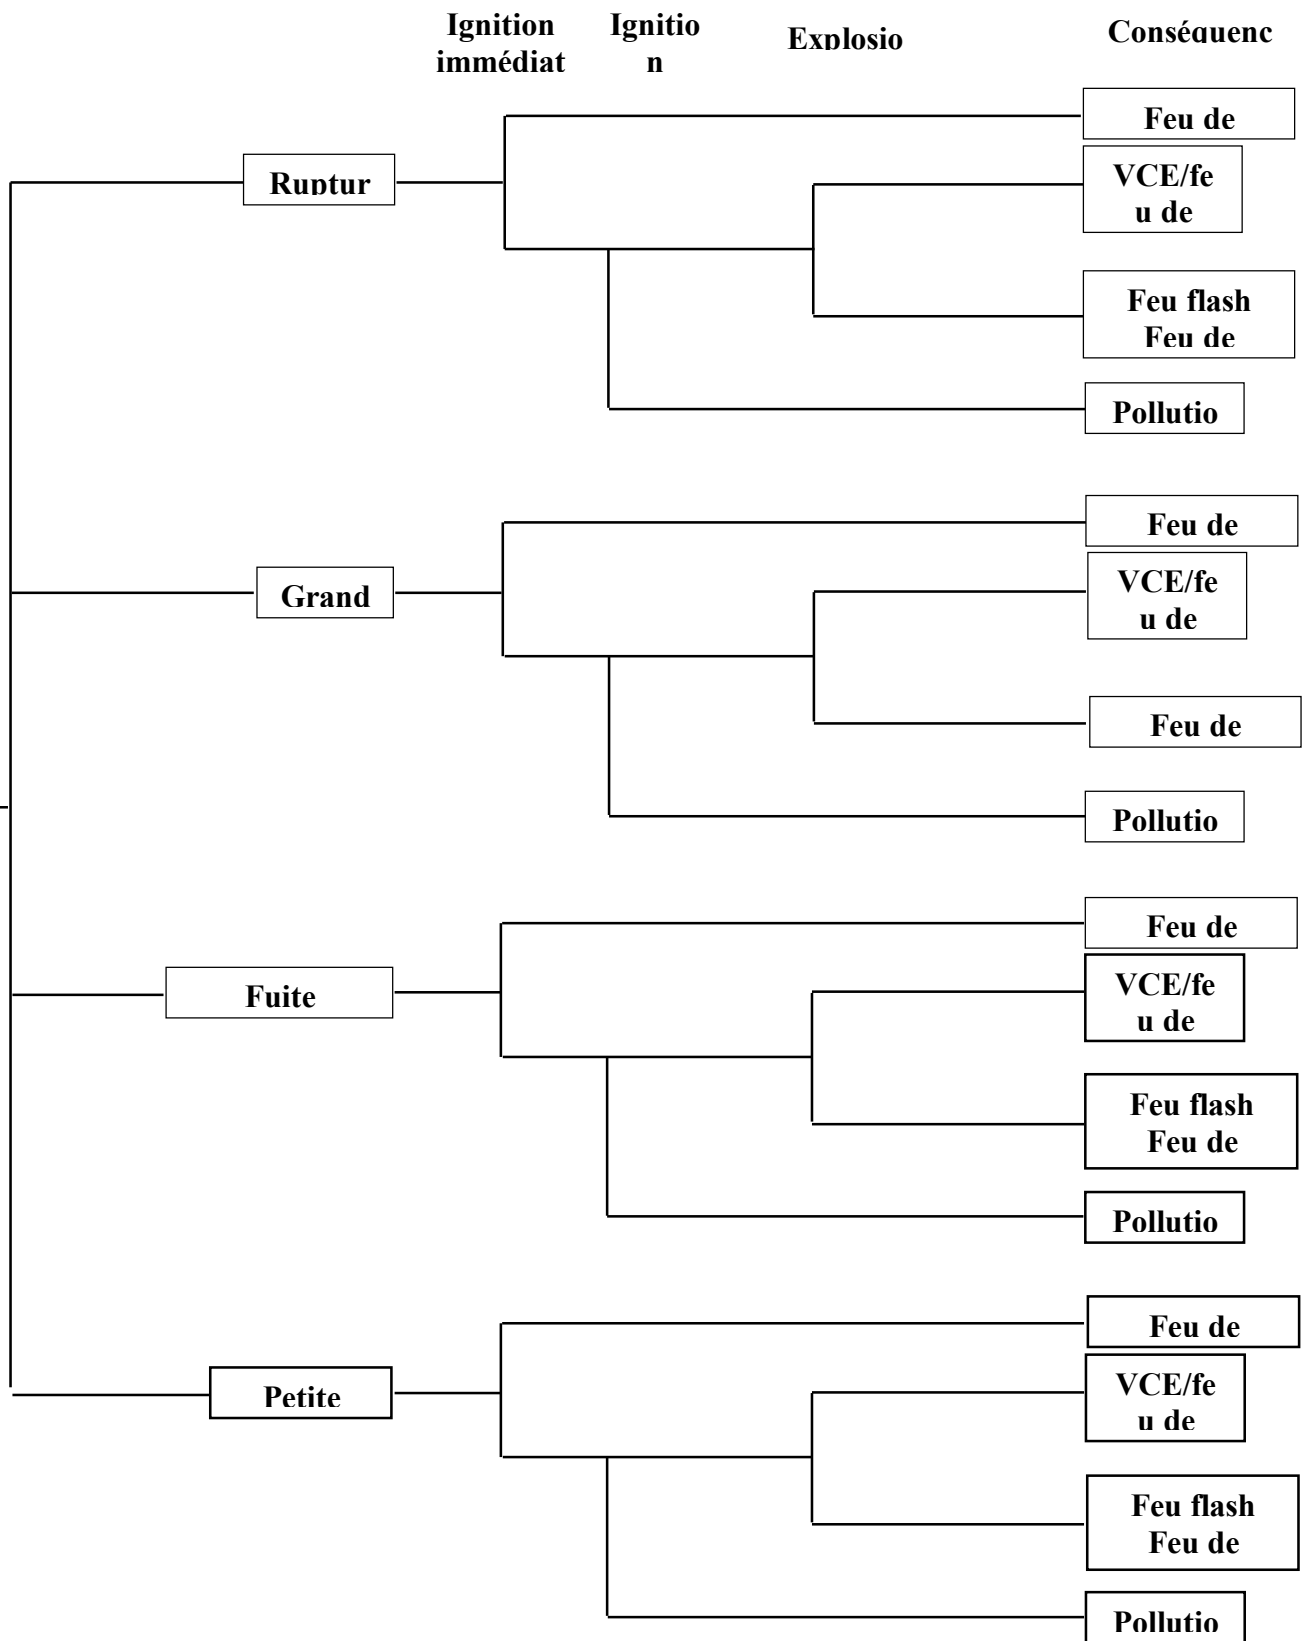 Ignition
immédiat
Ignitio
n
Explosio
Conséquenc
Feu de
Ruptur
VCE/fe
u de
Feu flash
Feu de
Pollutio
Feu de
Grand
VCE/fe
u de
Feu de
Pollutio
Feu de
Fuite
VCE/fe
u de
Feu flash
Feu de
Pollutio
Feu de
Petite
VCE/fe
u de
Feu flash
Feu de
Pollutio